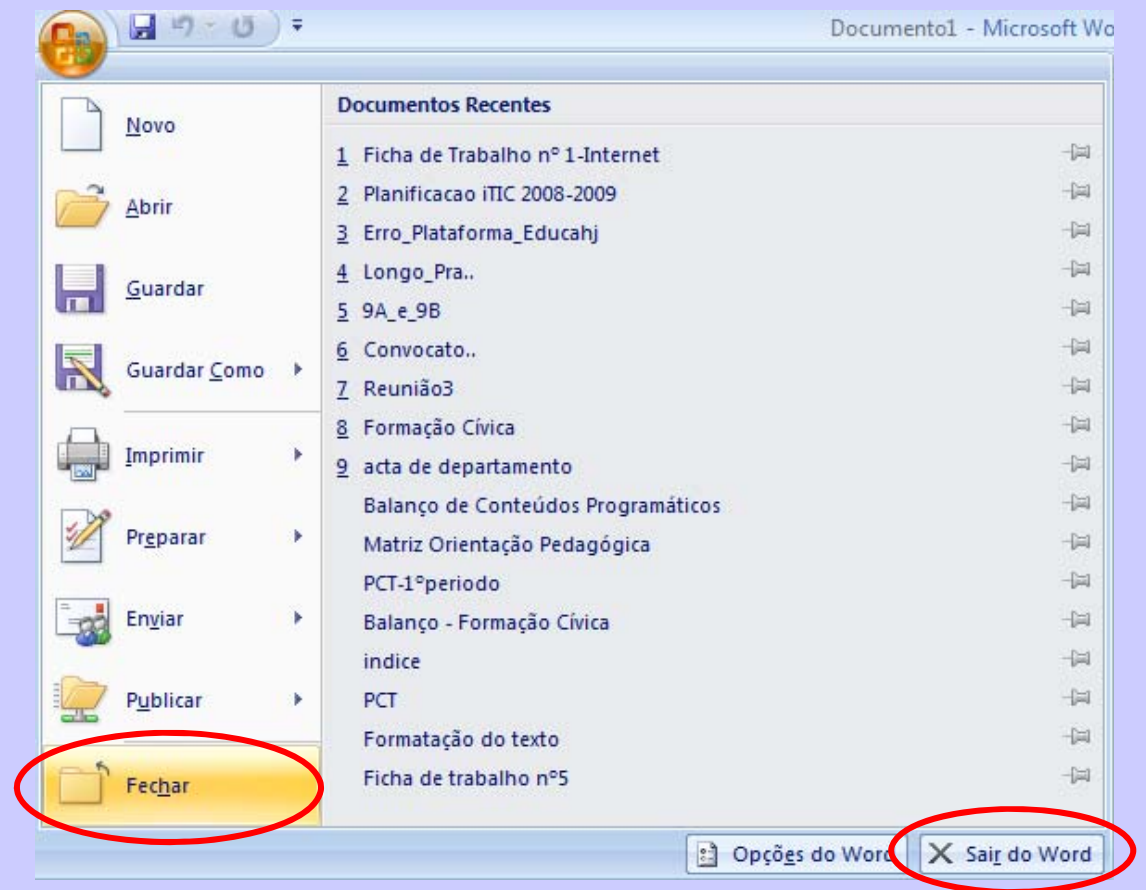 Documento1 - Microsoft Wo
Novo
Abrir
Guardar
Guardar Como
Imprimir
Preparar
Enviar
Publicar
Fechar
Documentos Recentes
1 Ficha de Trabalho nº 1-Internet
2 Planificacao iTIC 2008-2009
3 Erro_Plataforma_Educahj
4 Longo_Pra..
5 9A_e_9B
6 Convocato..
7 Reunião3
8 Formação Cívica
9 acta de departamento
Balanço de Conteúdos Programáticos
Matriz Orientação Pedagógica
PCT-1ºperiodo
Balanço - Formação Cívica
indice
PCT
Formatação do texto
Ficha de trabalho nº5
Opções do Word
Sair do Word